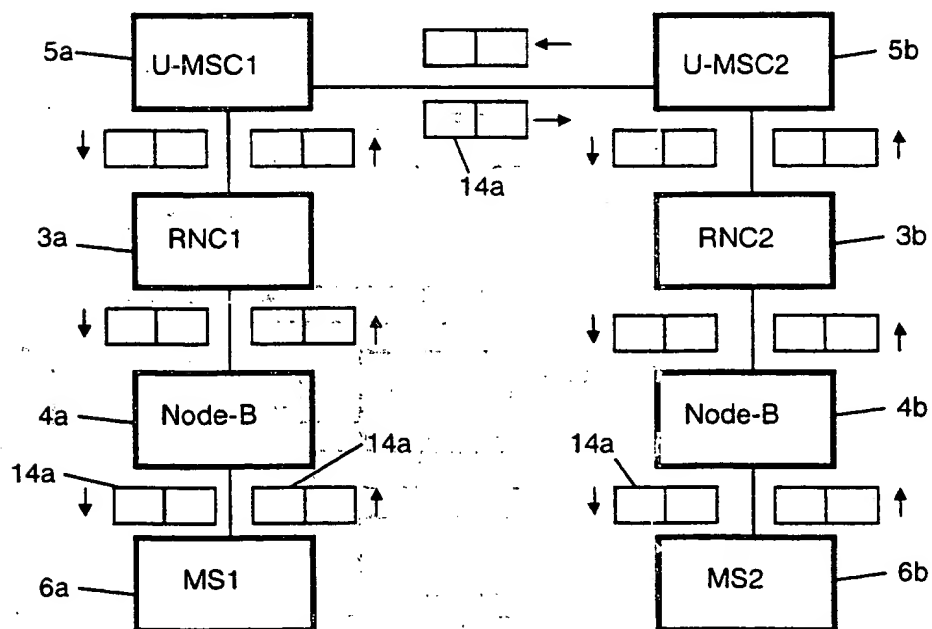 5a U-MSC1 U-MSC2 5b
14a
3a RNC1 RNC2 3b
4a Node-B Node-B 4b
14a 14a 14a
6a MS1 MS2 6b